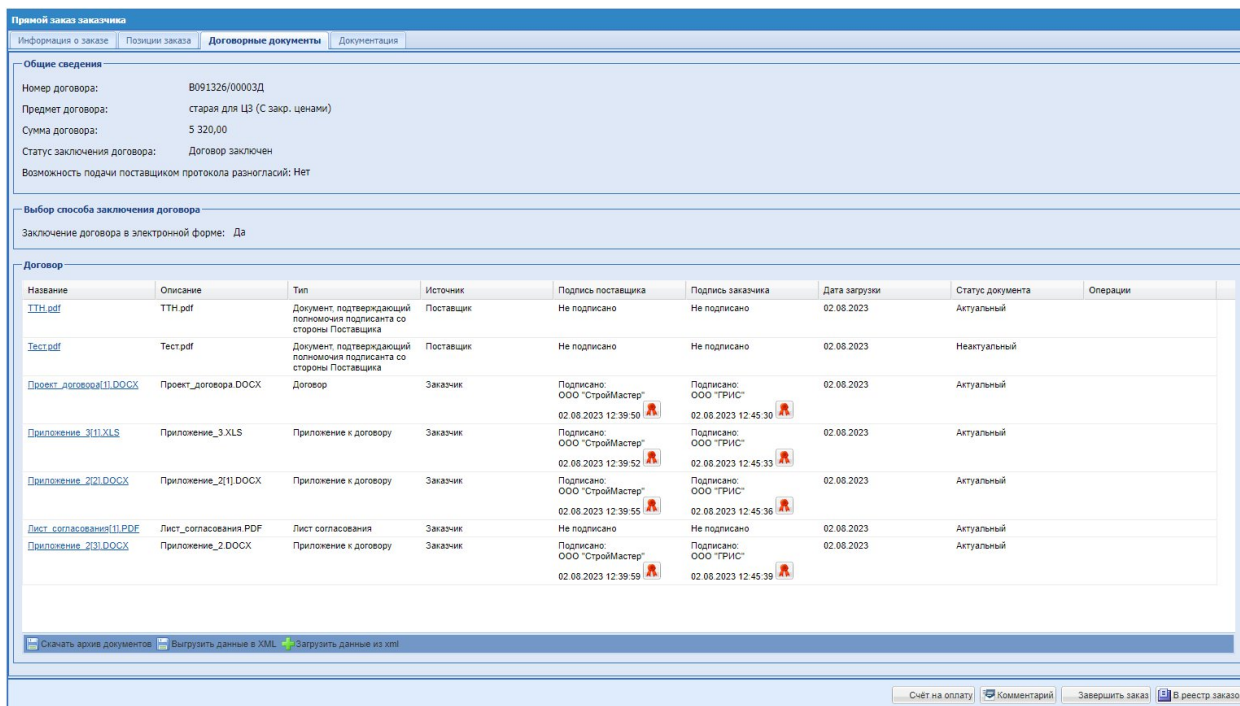 Прямой заказ заказчика
Информация о заказе Позиции заказа Договорные документы Документация
Общие сведения
Номер договора: В091326/00003Д
Предмет договора: старая для ЦЗ (С закр. ценами)
Сумма договора: 5 320,00
Статус заключения договора: Договор заключен
Возможность подачи поставщиком протокола разногласий: Нет
Выбор способа заключения договора
Заключение договора в электронной форме: Да
Договор
Название Описание Тип Источник Подпись поставщика Подпись заказчика Дата загрузки Статус документа Операции
ТТН.pdf ТТН.pdf Документ, подтверждающий Поставщик Не подписано Не подписано 02.08.2023 Актуальный
полномочия подписанта со
стороны Поставщика
Тест.pdf Тест.pdf Документ, подтверждающий Поставщик Не подписано Не подписано 02.08.2023 Неактуальный
полномочия подписанта со
стороны Поставщика
Проект_договора[1].DOCX Проект_договора.DOCX Договор Заказчик Подписано: Подписано: 02.08.2023 Актуальный
ООО "СтройМастер" ООО "ГРИС"
02.08.2023 12:39:50 02.08.2023 12:45:30
Приложение_3[1].XLS Приложение_3.XLS Приложение к договору Заказчик Подписано: Подписано: 02.08.2023 Актуальный
ООО "СтройМастер" ООО "ГРИС"
02.08.2023 12:39:52 02.08.2023 12:45:33
Приложение_2[2].DOCX Приложение_2[1].DOCX Приложение к договору Заказчик Подписано: Подписано: 02.08.2023 Актуальный
ООО "СтройМастер" ООО "ГРИС"
02.08.2023 12:39:55 02.08.2023 12:45:36
Лист_согласования[1].PDF Лист_согласования.PDF Лист согласования Заказчик Не подписано Не подписано 02.08.2023 Актуальный
Приложение_2[3].DOCX Приложение_2.DOCX Приложение к договору Заказчик Подписано: Подписано: 02.08.2023 Актуальный
ООО "СтройМастер" ООО "ГРИС"
02.08.2023 12:39:59 02.08.2023 12:45:39
Скачать архив документов Выгрузить данные в XML Загрузить данные из xml
Счёт на оплату Комментарий Завершить заказ В реестр заказо